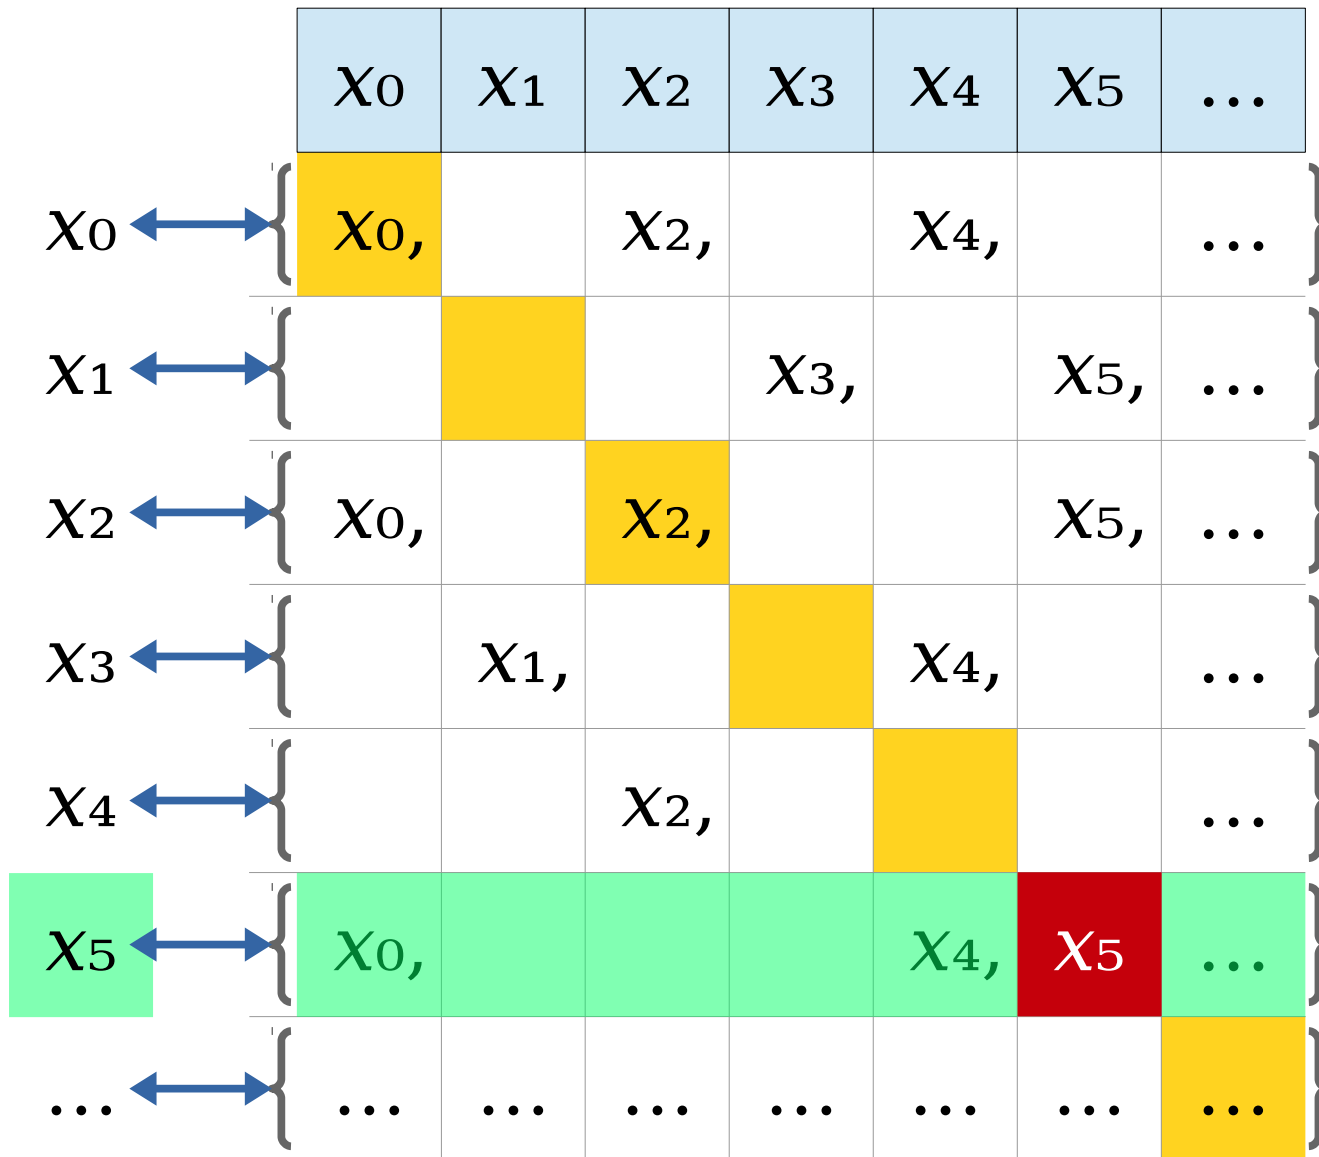 x₀ x₁ x₂ x₃ x₄ x₅ ...
x₀ { x₀, x₂, x₄, ... }
x₁ { x₃, x₅, ... }
x₂ { x₀, x₂, x₅, ... }
x₃ { x₁, x₄, ... }
x₄ { x₂, ... }
x₅ { x₀, x₄, x₅ ... }
... { ... ... ... ... ... ... ... }